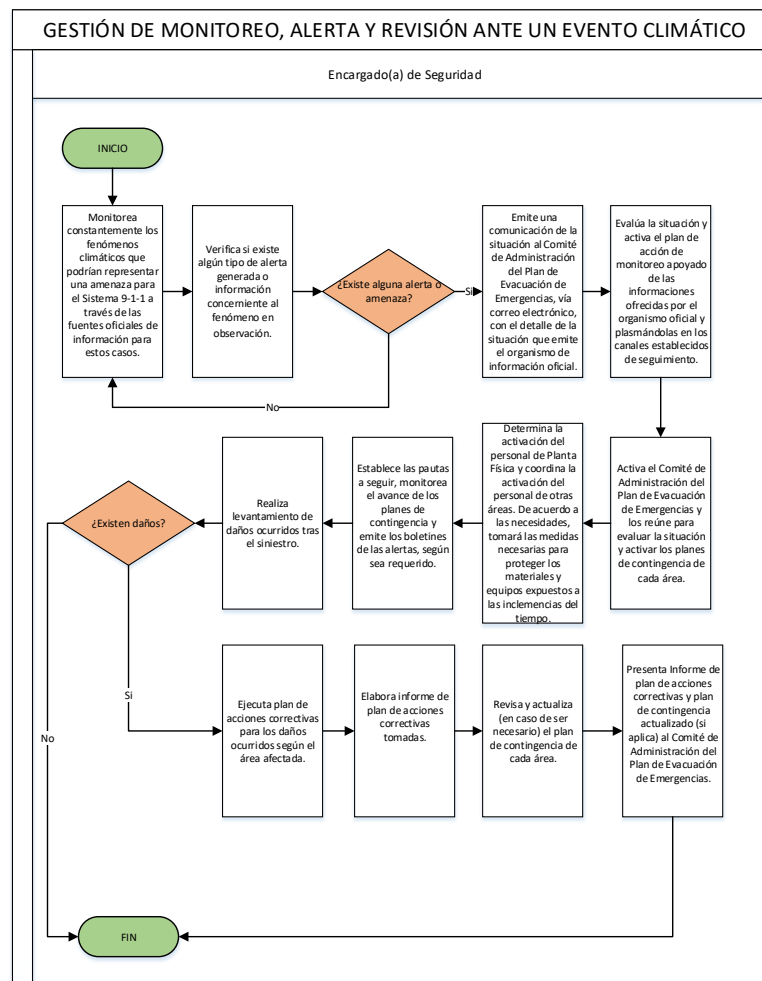 GESTIÓN DE MONITOREO, ALERTA Y REVISIÓN ANTE UN EVENTO CLIMÁTICO
Encargado(a) de Seguridad
INICIO
Monitorea
constantemente los
fenómenos
climáticos que
podrían representar
una amenaza para
el Sistema 9-1-1 a
través de las
fuentes oficiales de
información para
estos casos.
Verifica si existe
algún tipo de alerta
generada o
información
concerniente al
fenómeno en
observación.
¿Existe alguna alerta o
amenaza?
Si
No
Emite una
comunicación de la
situación al Comité
de Administración
del Plan de
Evacuación de
Emergencias, vía
correo electrónico,
con el detalle de la
situación que emite
el organismo de
información oficial.
Evalúa la situación y
activa el plan de
acción de
monitoreo apoyado
de las
informaciones
ofrecidas por el
organismo oficial y
plasmándolas en los
canales establecidos
de seguimiento.
Activa el Comité de
Administración del
Plan de Evacuación
de Emergencias y
los reúne para
evaluar la situación
y activar los planes
de contingencia de
cada área.
Determina la
activación del
personal de Planta
Física y coordina la
activación del
personal de otras
áreas. De acuerdo a
las necesidades,
tomará las medidas
necesarias para
proteger los
materiales y
equipos expuestos a
las inclemencias del
tiempo.
Establece las pautas
a seguir, monitorea
el avance de los
planes de
contingencia y
emite los boletines
de las alertas, según
sea requerido.
Realiza
levantamiento de
daños ocurridos tras
el siniestro.
¿Existen daños?
Si
No
Ejecuta plan de
acciones correctivas
para los daños
ocurridos según el
área afectada.
Elabora informe de
plan de acciones
correctivas
tomadas.
Revisa y actualiza
(en caso de ser
necesario) el plan
de contingencia de
cada área.
Presenta Informe de
plan de acciones
correctivas y plan
de contingencia
actualizado (si
aplica) al Comité de
Administración del
Plan de Evacuación
de Emergencias.
FIN